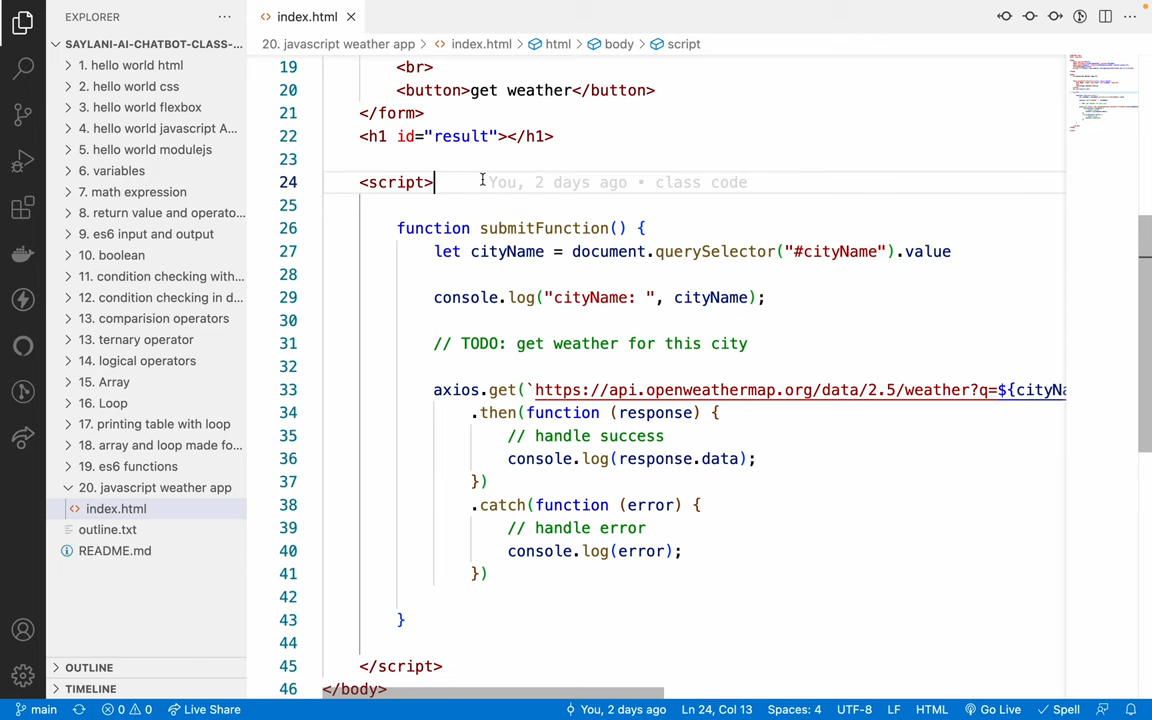 EXPLORER
index.html
SAYLANI-AI-CHATBOT-CLASS-...
1. hello world html
2. hello world css
3. hello world flexbox
4. hello world javascript A...
5. hello world modulejs
6. variables
7. math expression
8. return value and operato...
9. es6 input and output
10. boolean
11. condition checking with...
12. condition checking in d...
13. comparision operators
13. ternary operator
14. logical operators
15. Array
16. Loop
17. printing table with loop
18. array and loop made fo...
19. es6 functions
20. javascript weather app
index.html
outline.txt
README.md
OUTLINE
TIMELINE
20. javascript weather app > index.html > html > body > script
19 <br>
20 <button>get weather</button>
21 </form>
22 <h1 id="result"></h1>
23
24 <script> You, 2 days ago • class code
25
26 function submitFunction() {
27 let cityName = document.querySelector("#cityName").value
28
29 console.log("cityName: ", cityName);
30
31 // TODO: get weather for this city
32
33 axios.get(`https://api.openweathermap.org/data/2.5/weather?q=${cityNa
34 .then(function (response) {
35 // handle success
36 console.log(response.data);
37 })
38 .catch(function (error) {
39 // handle error
40 console.log(error);
41 })
42
43 }
44
45 </script>
46 </body>
main 0 0 Live Share You, 2 days ago Ln 24, Col 13 Spaces: 4 UTF-8 LF HTML Go Live Spell